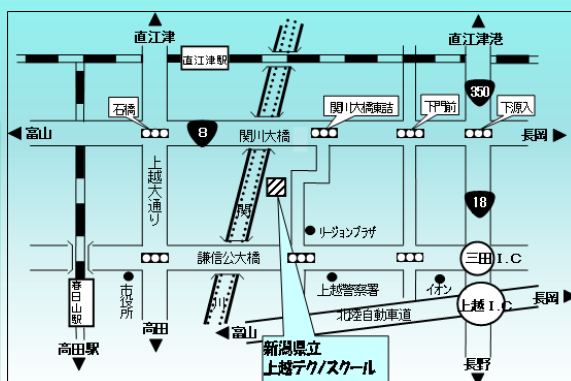 直江津
直江津港
直江津駅
350
石橋
関川大橋東詰
下門前
下源入
富山
8
関川大橋
長岡
上越大通り
関
18
リージョンプラザ
謙信公大橋
三田I.C
春日山駅
市役所
川
上越警察署
イオン
上越I.C
長岡
北陸自動車道
高田
富山
高田駅
新潟県立
上越テクノスクール
長野